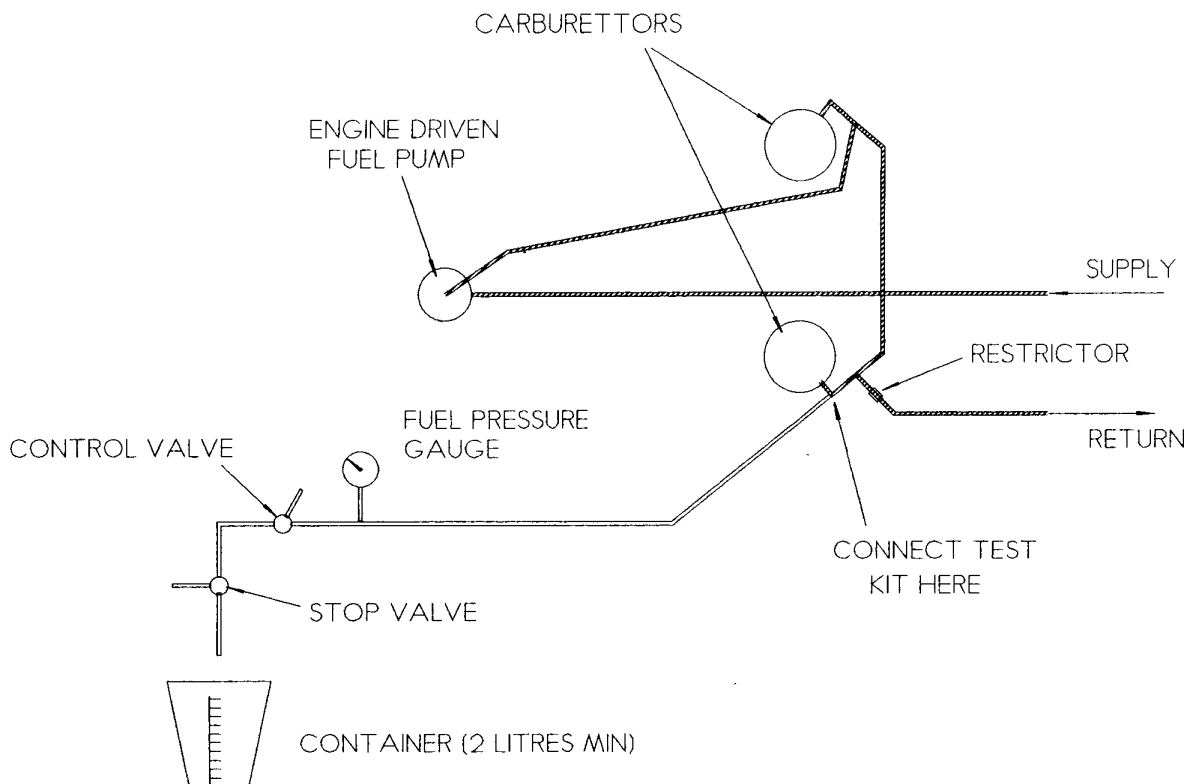 CARBURETTORS
ENGINE DRIVEN
FUEL PUMP
SUPPLY
RESTRICTOR
RETURN
FUEL PRESSURE
GAUGE
CONTROL VALVE
CONNECT TEST
KIT HERE
STOP VALVE
CONTAINER (2 LITRES MIN)